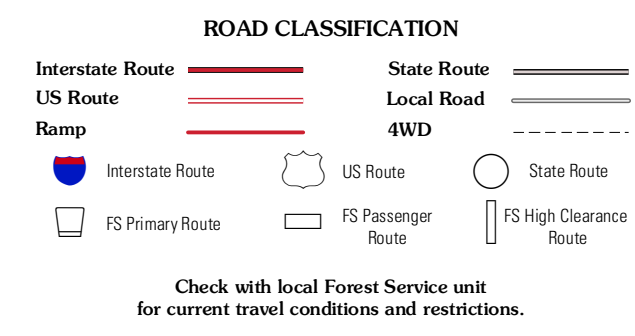 ROAD CLASSIFICATION
Interstate Route
State Route
US Route
Local Road
Ramp
4WD
Interstate Route
US Route
State Route
FS Primary Route
FS Passenger
Route
FS High Clearance
Route
Check with local Forest Service unit
for current travel conditions and restrictions.